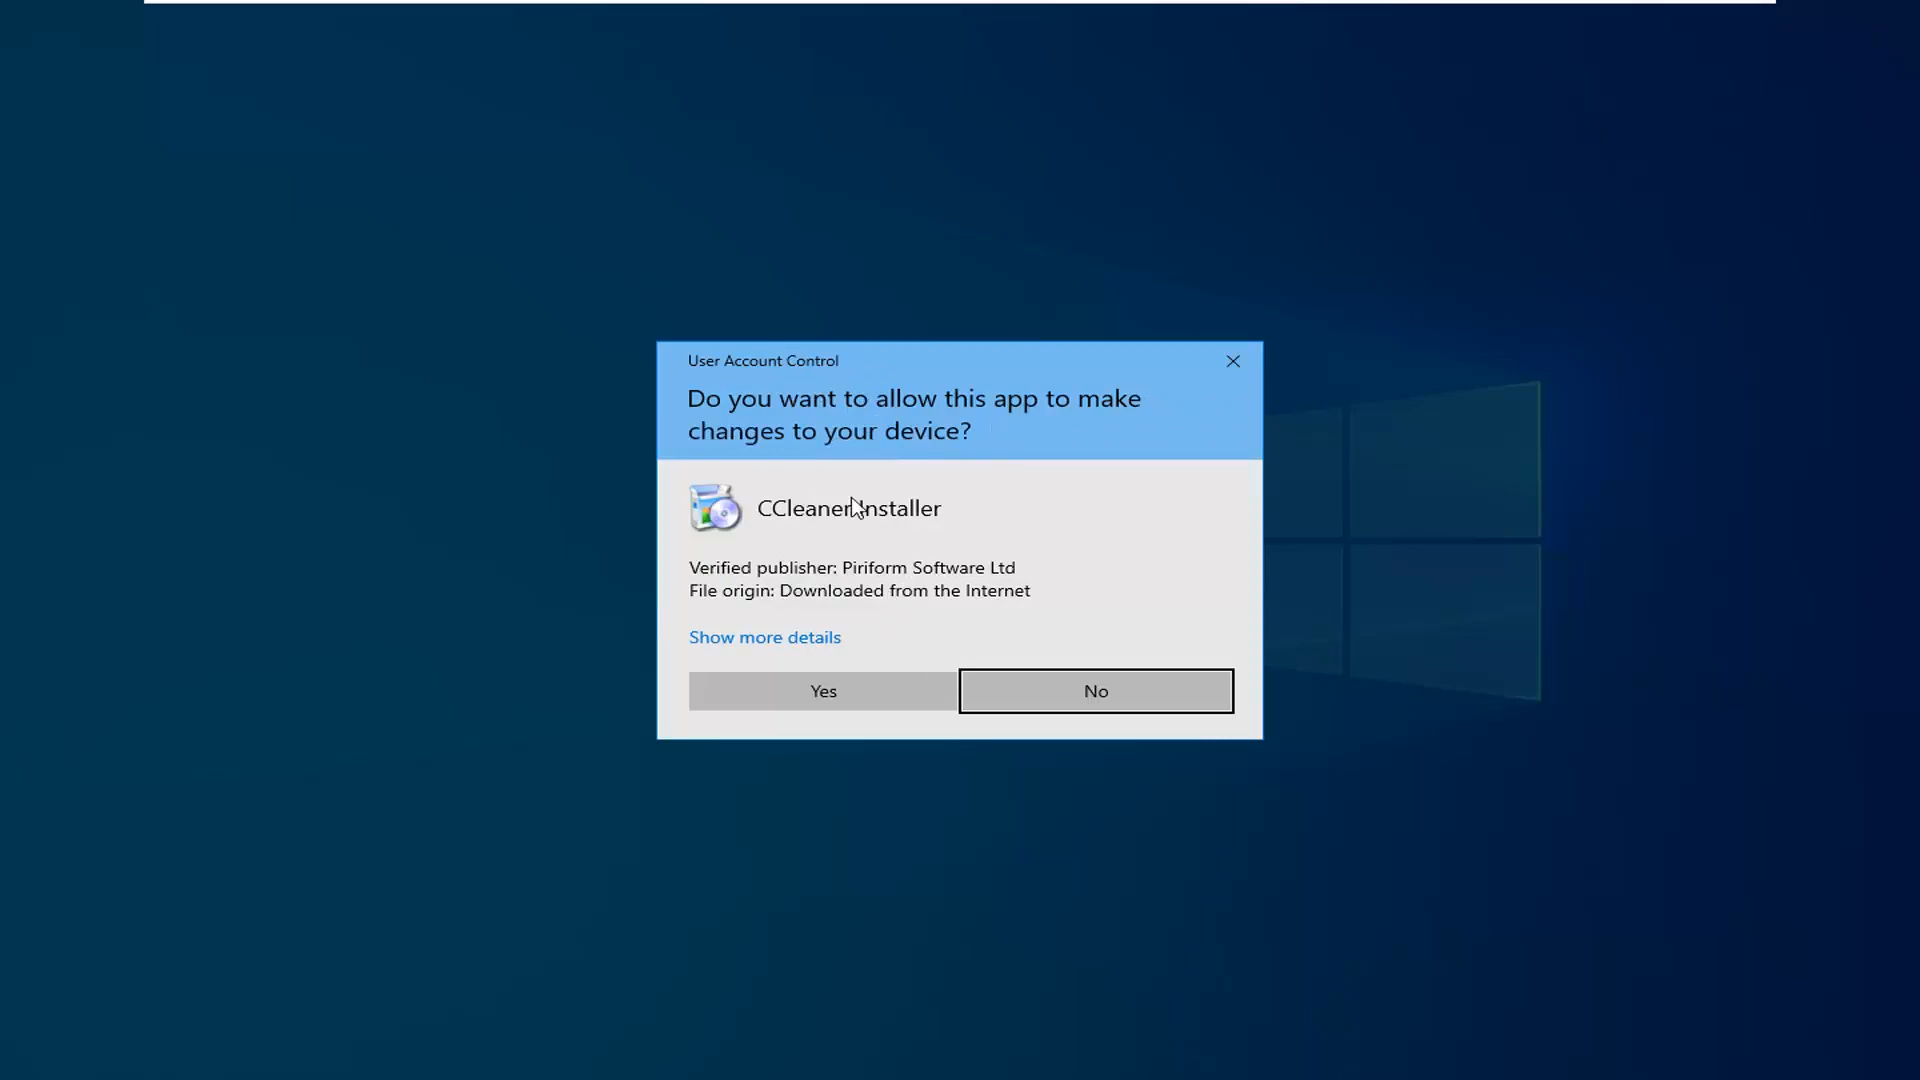 User Account Control
Do you want to allow this app to make
changes to your device?
CCleaner Installer
Verified publisher: Piriform Software Ltd
File origin: Downloaded from the Internet
Show more details
Yes
No